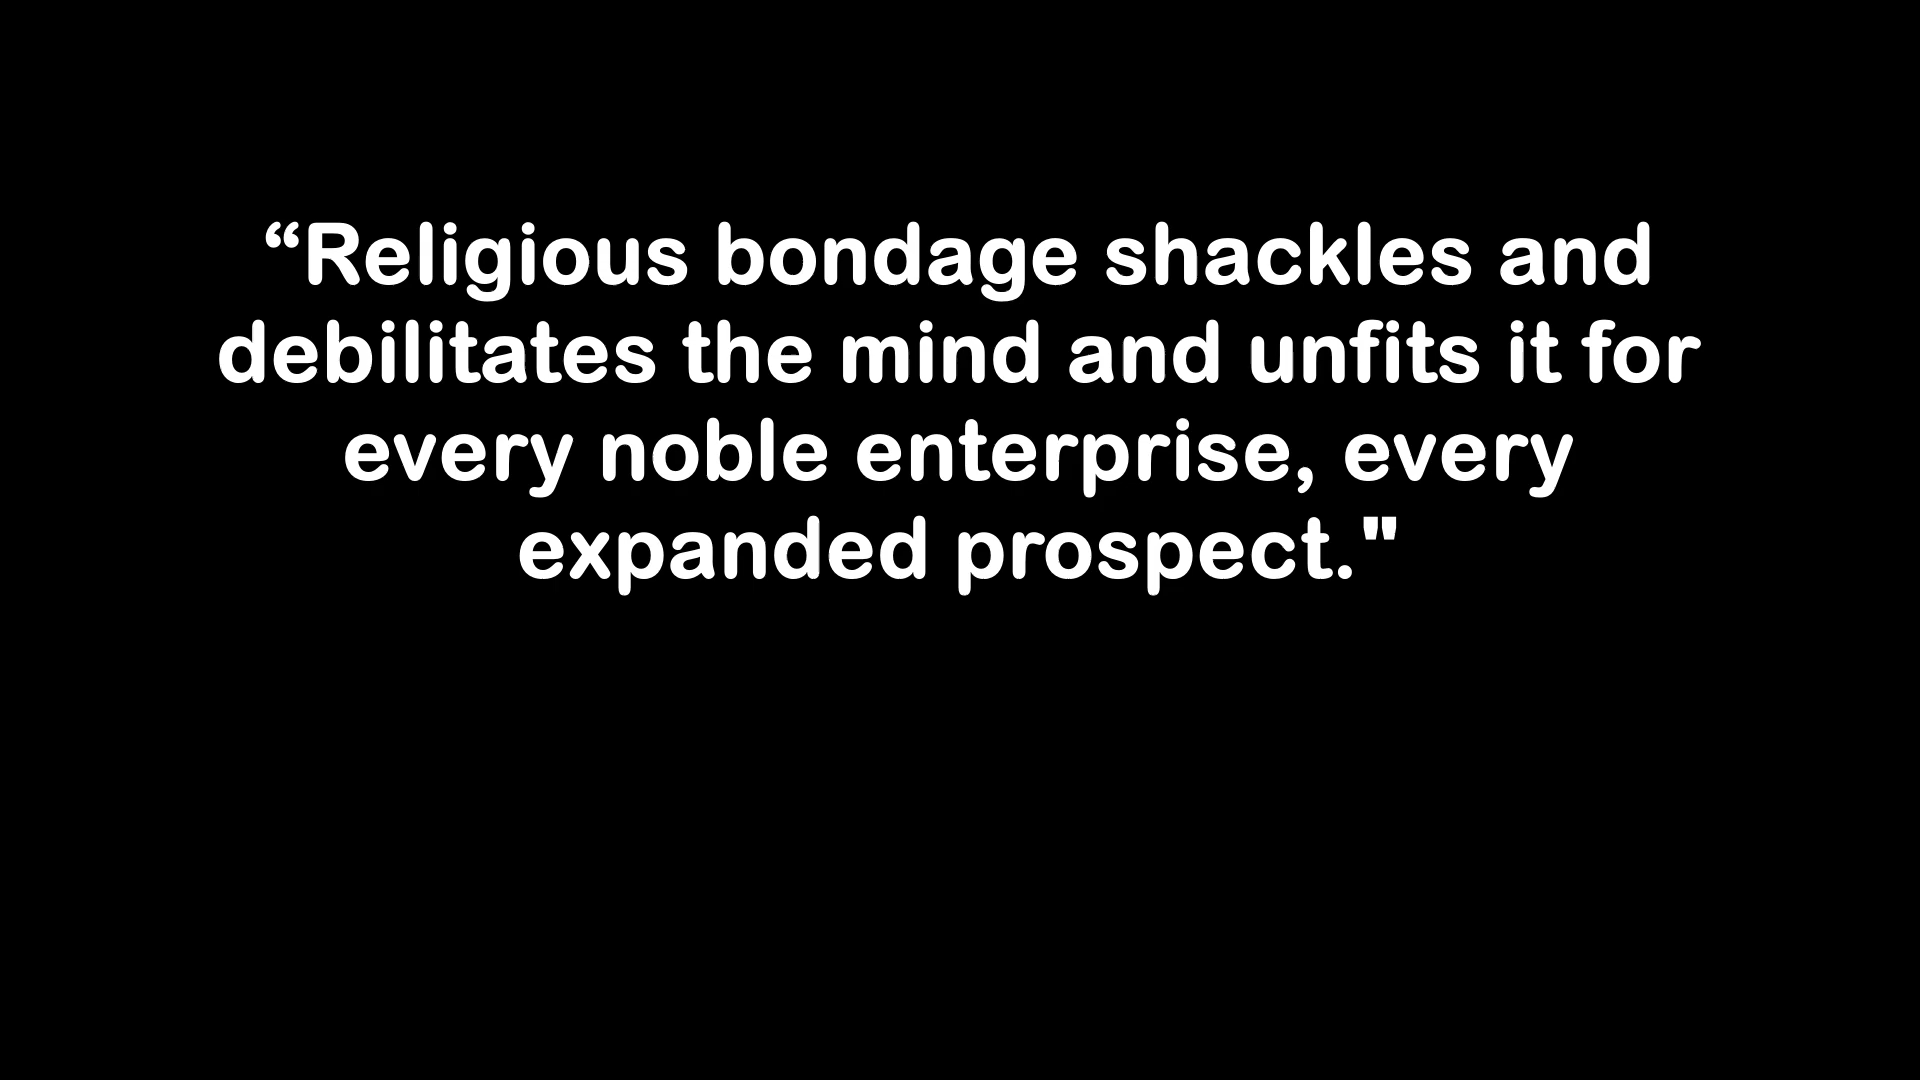 “Religious bondage shackles and
debilitates the mind and unfits it for
every noble enterprise, every
expanded prospect."